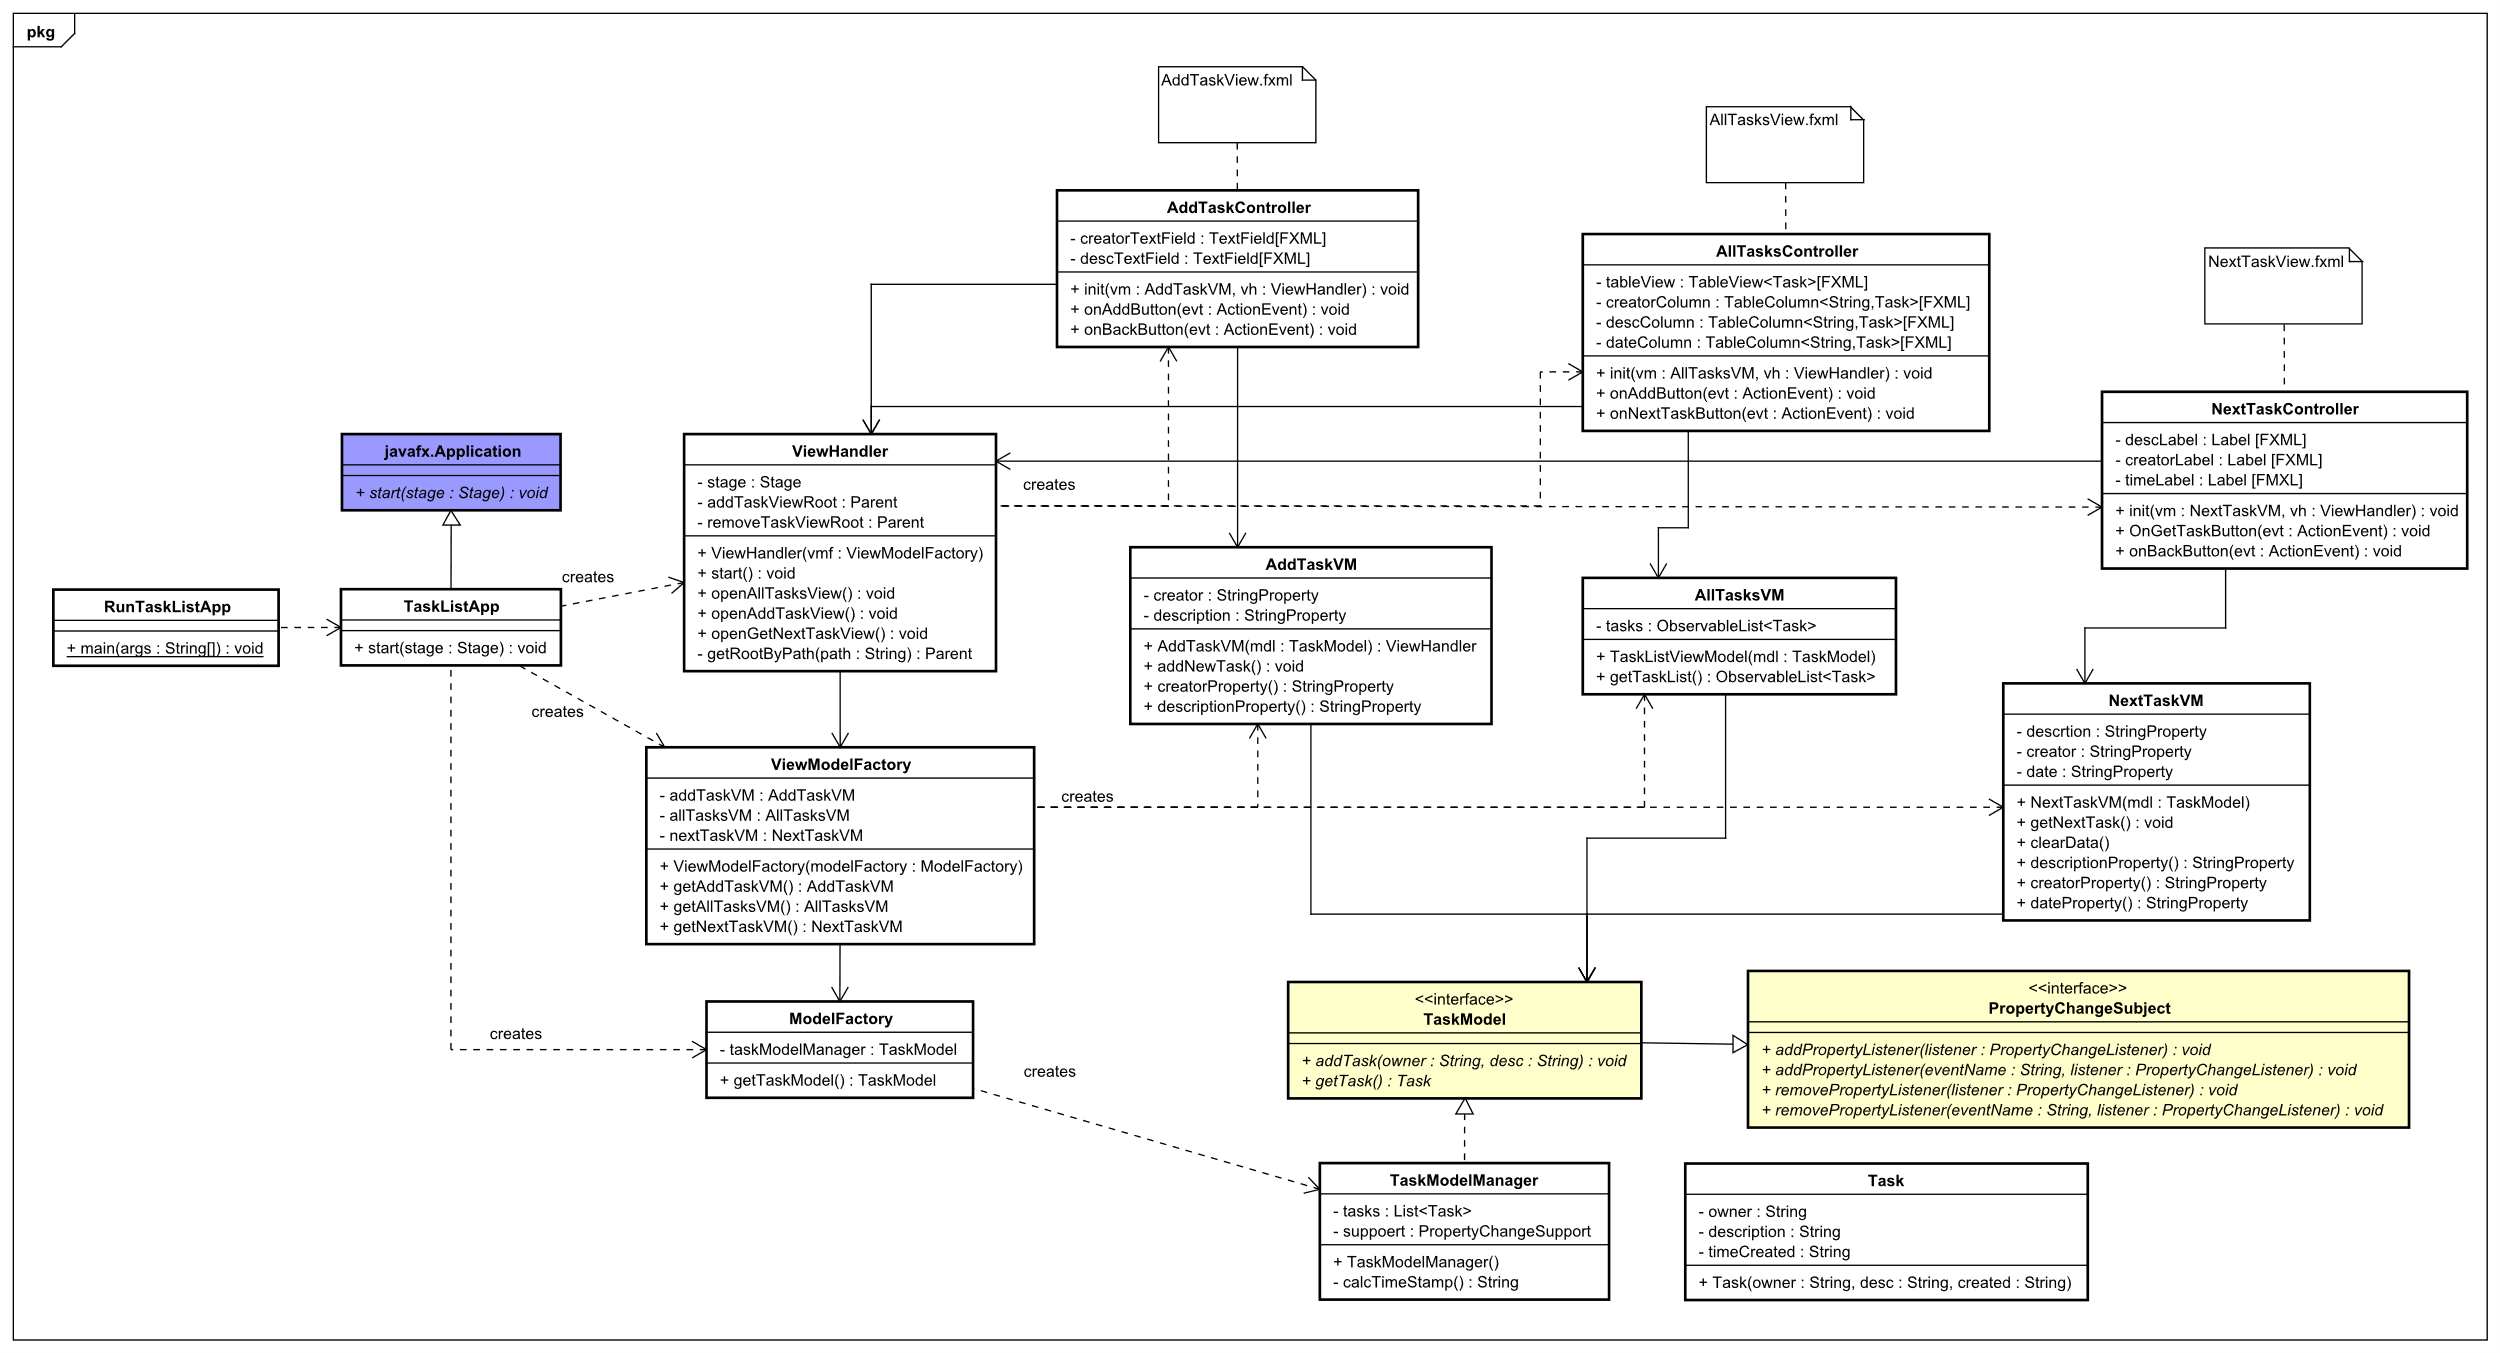 pkg
AddTaskView.fxml
AddTaskController
- creatorTextField : TextField[FXML]
- descTextField : TextField[FXML]
+ init(vm : AddTaskVM, vh : ViewHandler) : void
+ onAddButton(evt : ActionEvent) : void
+ onBackButton(evt : ActionEvent) : void
AllTasksView.fxml
AllTasksController
- tableView : TableView<Task>[FXML]
- creatorColumn : TableColumn<String,Task>[FXML]
- descColumn : TableColumn<String,Task>[FXML]
- dateColumn : TableColumn<String,Task>[FXML]
+ init(vm : AllTasksVM, vh : ViewHandler) : void
+ onAddButton(evt : ActionEvent) : void
+ onNextTaskButton(evt : ActionEvent) : void
NextTaskView.fxml
NextTaskController
- descLabel : Label [FXML]
- creatorLabel : Label [FXML]
- timeLabel : Label [FMXL]
+ init(vm : NextTaskVM, vh : ViewHandler) : void
+ OnGetTaskButton(evt : ActionEvent) : void
+ onBackButton(evt : ActionEvent) : void
javafx.Application
+ start(stage : Stage) : void
ViewHandler
- stage : Stage
- addTaskViewRoot : Parent
- removeTaskViewRoot : Parent
+ ViewHandler(vmf : ViewModelFactory)
+ start() : void
+ openAllTasksView() : void
+ openAddTaskView() : void
+ openGetNextTaskView() : void
- getRootByPath(path : String) : Parent
creates
RunTaskListApp
+ main(args : String[]) : void
TaskListApp
+ start(stage : Stage) : void
creates
creates
AddTaskVM
- creator : StringProperty
- description : StringProperty
+ AddTaskVM(mdl : TaskModel) : ViewHandler
+ addNewTask() : void
+ creatorProperty() : StringProperty
+ descriptionProperty() : StringProperty
AllTasksVM
- tasks : ObservableList<Task>
+ TaskListViewModel(mdl : TaskModel)
+ getTaskList() : ObservableList<Task>
NextTaskVM
- descrtion : StringProperty
- creator : StringProperty
- date : StringProperty
+ NextTaskVM(mdl : TaskModel)
+ getNextTask() : void
+ clearData()
+ descriptionProperty() : StringProperty
+ creatorProperty() : StringProperty
+ dateProperty() : StringProperty
ViewModelFactory
- addTaskVM : AddTaskVM
- allTasksVM : AllTasksVM
- nextTaskVM : NextTaskVM
+ ViewModelFactory(modelFactory : ModelFactory)
+ getAddTaskVM() : AddTaskVM
+ getAllTasksVM() : AllTasksVM
+ getNextTaskVM() : NextTaskVM
creates
ModelFactory
- taskModelManager : TaskModel
+ getTaskModel() : TaskModel
creates
creates
<<interface>>
TaskModel
+ addTask(owner : String, desc : String) : void
+ getTask() : Task
<<interface>>
PropertyChangeSubject
+ addPropertyListener(listener : PropertyChangeListener) : void
+ addPropertyListener(eventName : String, listener : PropertyChangeListener) : void
+ removePropertyListener(listener : PropertyChangeListener) : void
+ removePropertyListener(eventName : String, listener : PropertyChangeListener) : void
TaskModelManager
- tasks : List<Task>
- suppoert : PropertyChangeSupport
+ TaskModelManager()
- calcTimeStamp() : String
Task
- owner : String
- description : String
- timeCreated : String
+ Task(owner : String, desc : String, created : String)